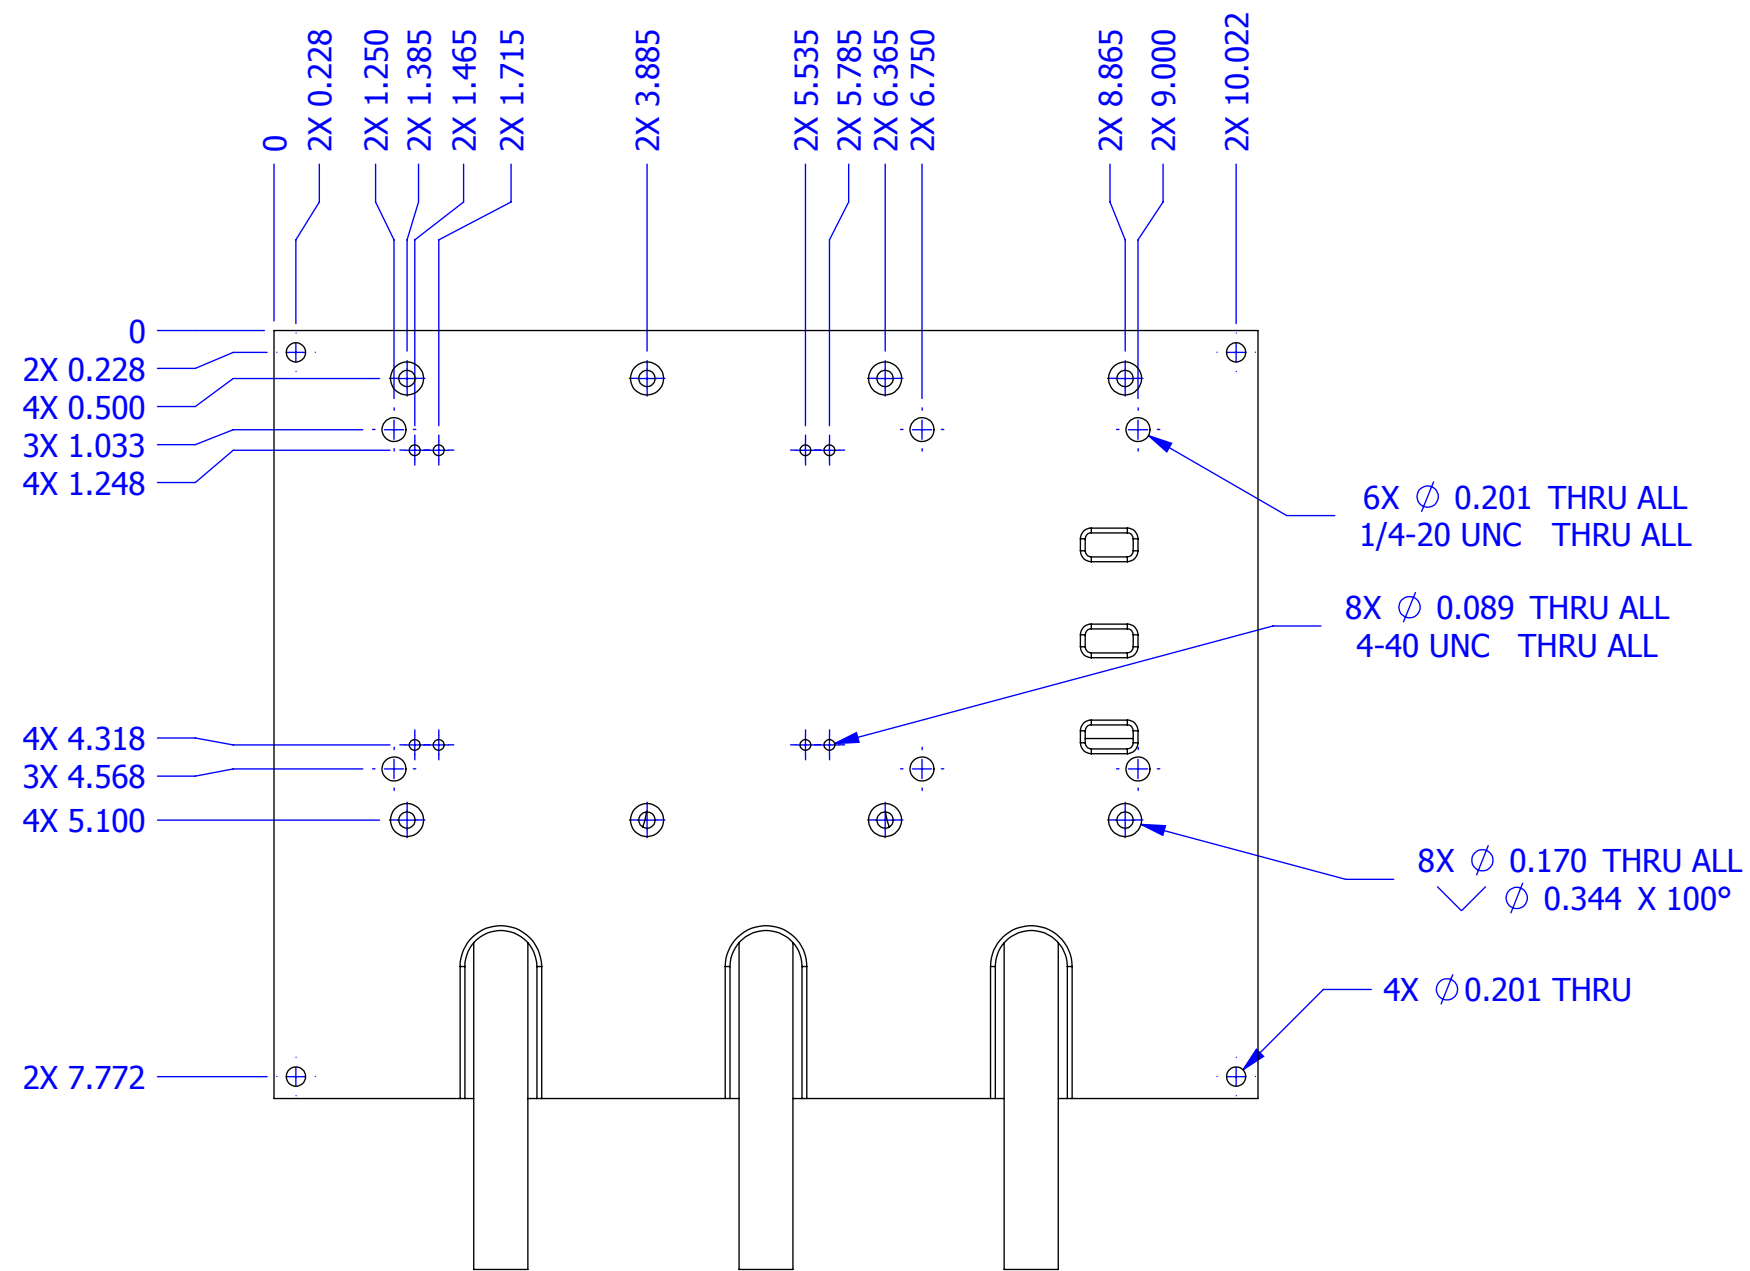 0
2X 0.228
2X 1.250
2X 1.385
2X 1.465
2X 1.715
2X 3.885
2X 5.535
2X 5.785
2X 6.365
2X 6.750
2X 8.865
2X 9.000
2X 10.022
0
2X 0.228
4X 0.500
3X 1.033
4X 1.248
6X ∅ 0.201 THRU ALL
1/4-20 UNC THRU ALL
8X ∅ 0.089 THRU ALL
4-40 UNC THRU ALL
4X 4.318
3X 4.568
4X 5.100
8X ∅ 0.170 THRU ALL
⌵ ∅ 0.344 X 100°
4X ∅0.201 THRU
2X 7.772